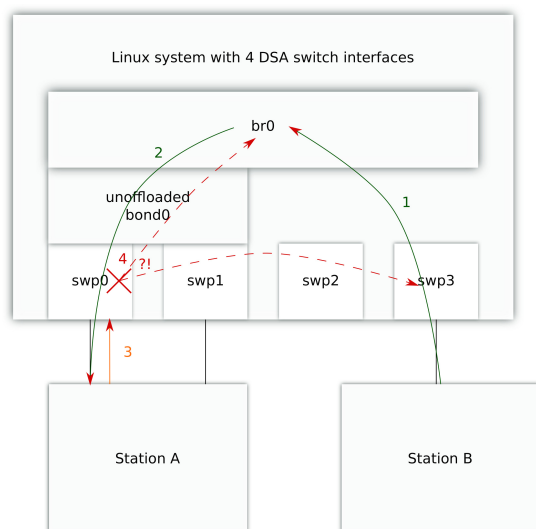 Linux system with 4 DSA switch interfaces
br0
2
1
unoffloaded
bond0
4
?!
swp0
swp1
swp2
swp3
3
Station A
Station B